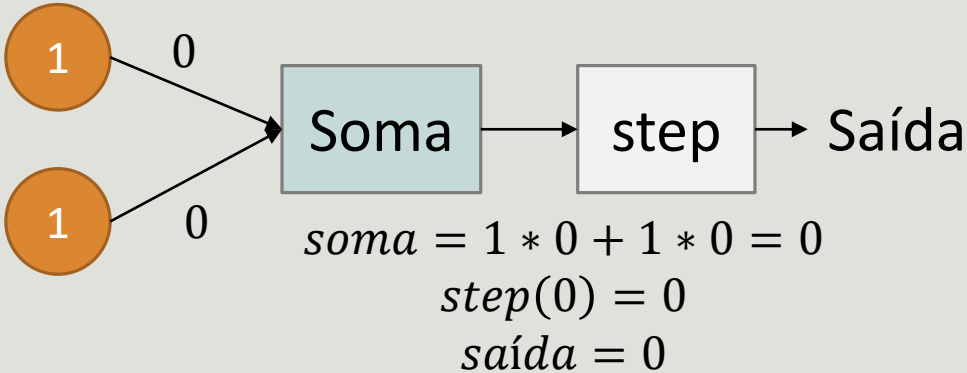 1
0
Soma
step
Saída
1
0
𝑠𝑜𝑚𝑎 = 1 ∗ 0 + 1 ∗ 0 = 0
𝑠𝑡𝑒𝑝(0) = 0
𝑠𝑎í𝑑𝑎 = 0